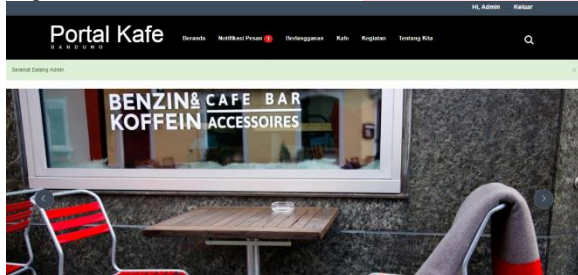 Hi, Admin Keluar
Portal Kafe
BANDUNG
Beranda Notifikasi Pesan 1 Berlangganan Kafe Kegiatan Tentang Kita
Selamat Datang Admin
BENZIN& CAFE BAR
KOFFEIN ACCESSOIRES